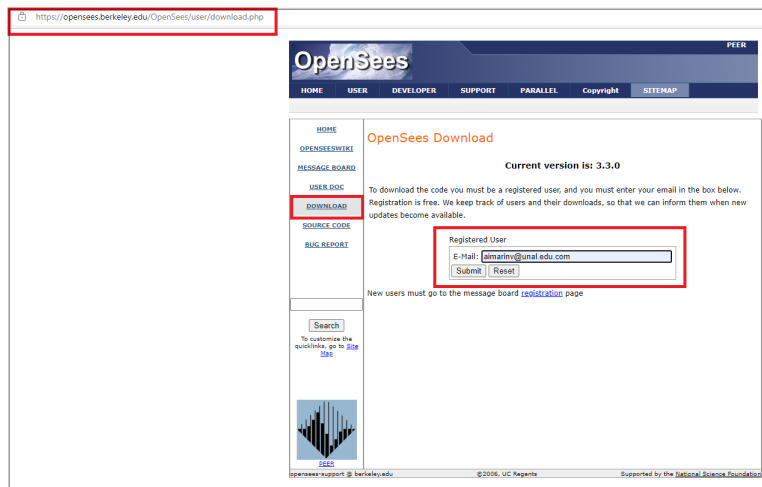 https://opensees.berkeley.edu/OpenSees/user/download.php
PEER
OpenSees
HOME USER DEVELOPER SUPPORT PARALLEL Copyright SITEMAP
HOME
OPENSEESWIKI
MESSAGE BOARD
USER DOC
DOWNLOAD
SOURCE CODE
BUG REPORT
Search
To customize the
quicklinks, go to Site
Map
PEER
OpenSees Download
Current version is: 3.3.0
To download the code you must be a registered user, and you must enter your email in the box below.
Registration is free. We keep track of users and their downloads, so that we can inform them when new
updates become available.
Registered User
E-Mail: aimarinv@unal.edu.com
Submit Reset
New users must go to the message board registration page
opensees-support @ berkeley.edu ©2006, UC Regents Supported by the National Science Foundation